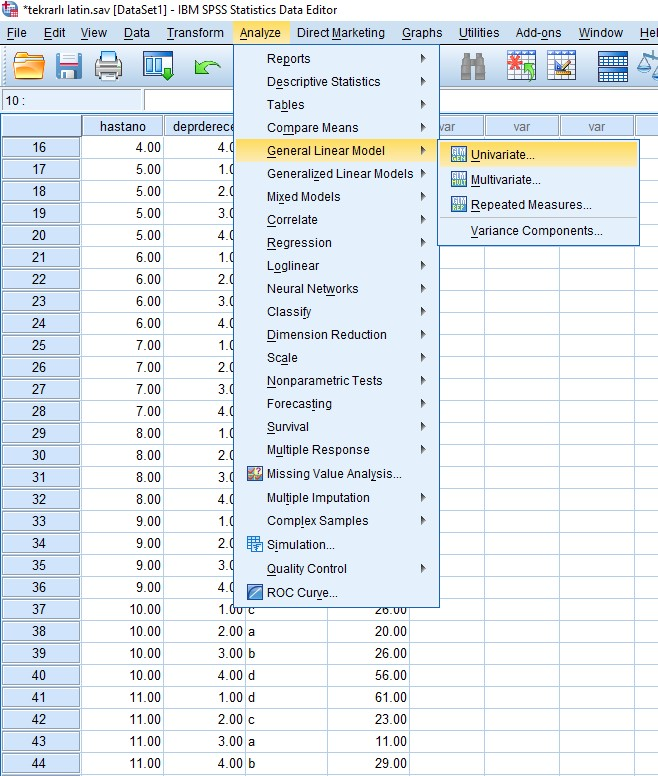 *tekrarlı latin.sav [DataSet1] - IBM SPSS Statistics Data Editor
File Edit View Data Transform Analyze Direct Marketing Graphs Utilities Add-ons Window Hel
10 :
hastano deprderece var var var
Reports
Descriptive Statistics
Tables
Compare Means
General Linear Model
Generalized Linear Models
Mixed Models
Correlate
Regression
Loglinear
Neural Networks
Classify
Dimension Reduction
Scale
Nonparametric Tests
Forecasting
Survival
Multiple Response
Missing Value Analysis...
Multiple Imputation
Complex Samples
Simulation...
Quality Control
ROC Curve...
Univariate...
Multivariate...
Repeated Measures...
Variance Components...
16 4.00 4.0
17 5.00 1.0
18 5.00 2.0
19 5.00 3.0
20 5.00 4.0
21 6.00 1.0
22 6.00 2.0
23 6.00 3.0
24 6.00 4.0
25 7.00 1.0
26 7.00 2.0
27 7.00 3.0
28 7.00 4.0
29 8.00 1.0
30 8.00 2.0
31 8.00 3.0
32 8.00 4.0
33 9.00 1.0
34 9.00 2.0
35 9.00 3.0
36 9.00 4.0
37 10.00 1.00 c 26.00
38 10.00 2.00 a 20.00
39 10.00 3.00 b 26.00
40 10.00 4.00 d 56.00
41 11.00 1.00 d 61.00
42 11.00 2.00 c 23.00
43 11.00 3.00 a 11.00
44 11.00 4.00 b 29.00